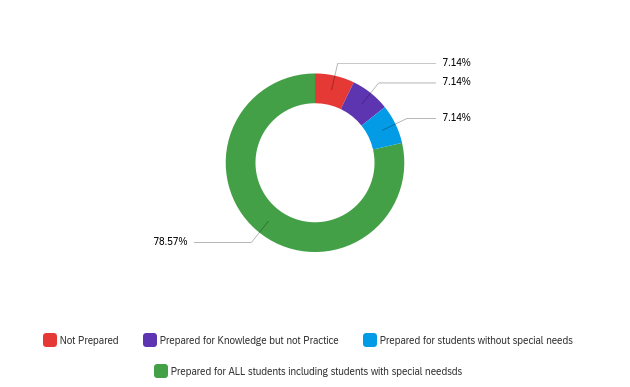 7.14%
7.14%
7.14%
78.57%
Not Prepared
Prepared for Knowledge but not Practice
Prepared for students without special needs
Prepared for ALL students including students with special needsds